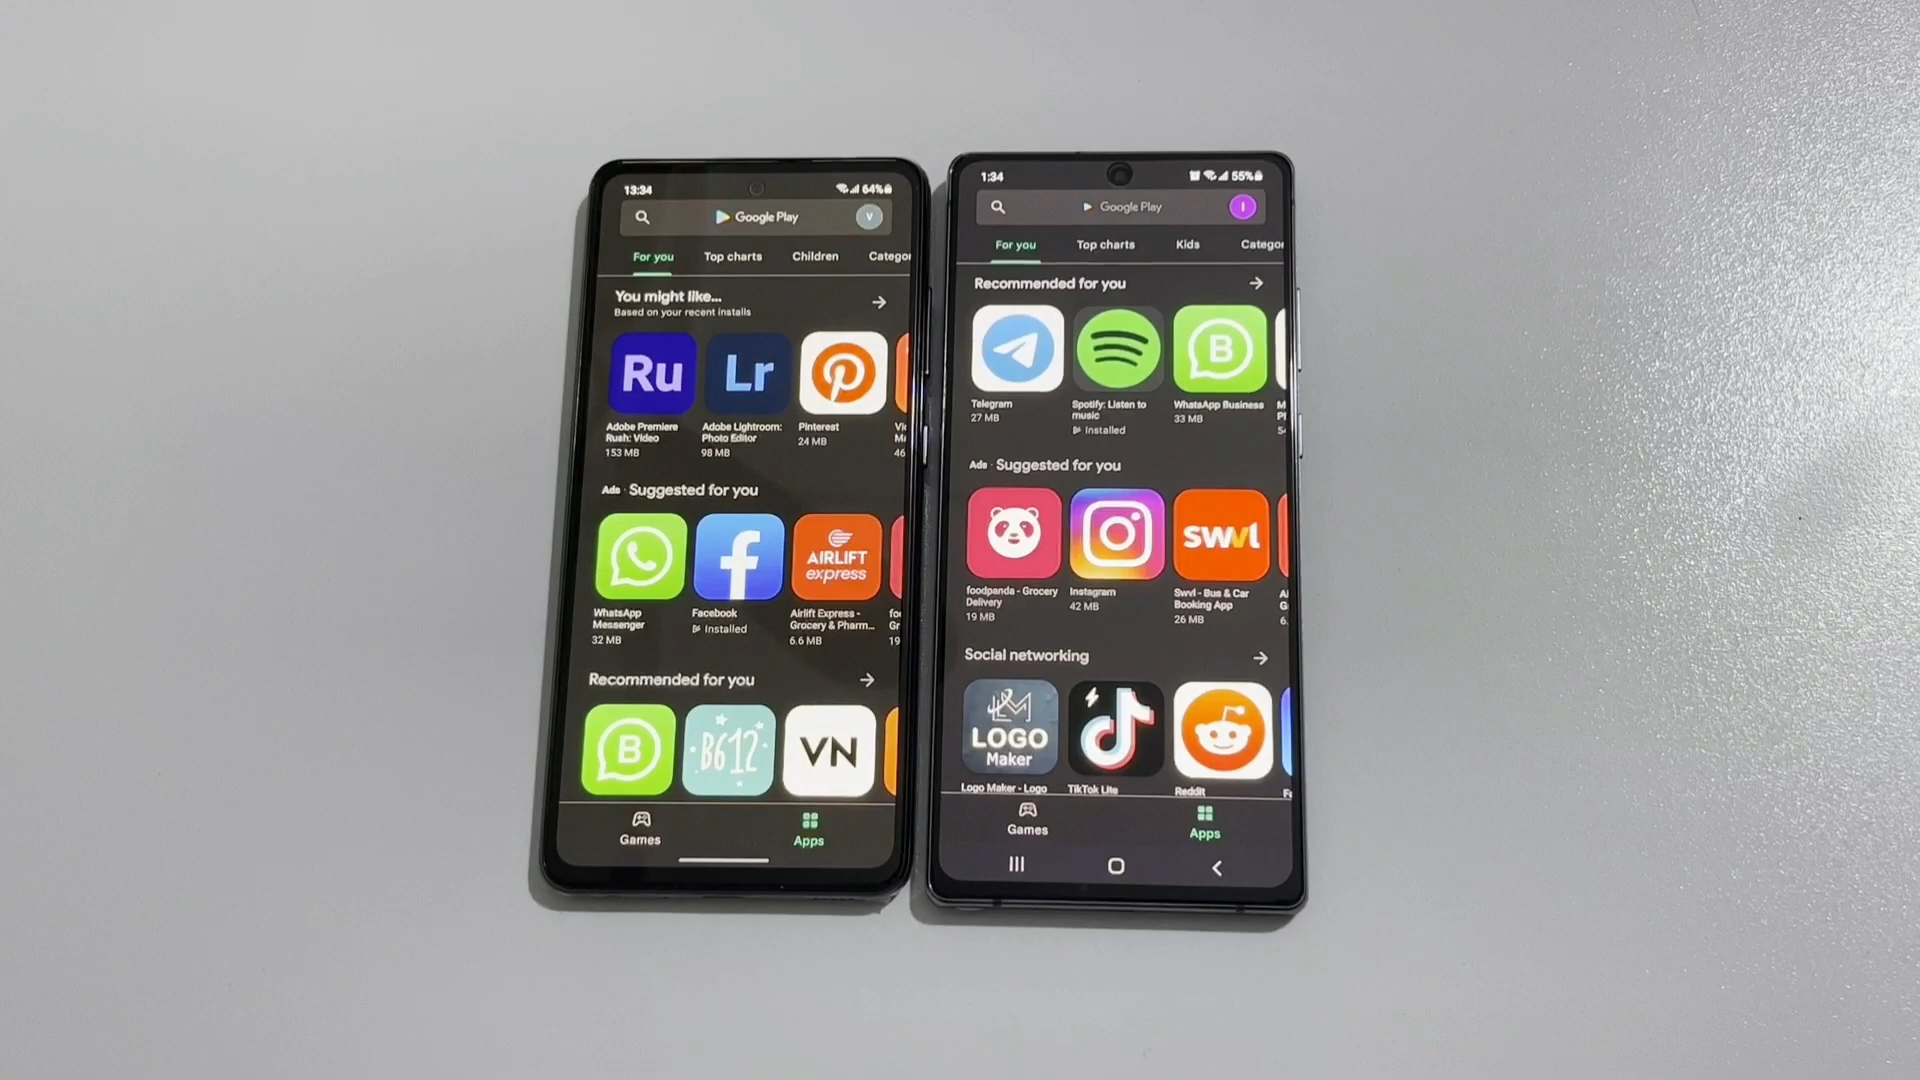 13:34
64%
Google Play
V
For you Top charts Children Categor
You might like...
Based on your recent installs
Ru Lr
Adobe Premiere Adobe Lightroom: Pinterest
Rush: Video Photo Editor 24 MB
153 MB 98 MB 46
Ads · Suggested for you
AIRLIFT
express
WhatsApp Facebook Airlift Express -
Messenger Installed Grocery & Pharm...
32 MB 6.6 MB 19
Recommended for you
B B612 VN
Games Apps
1:34
55%
Google Play
I
For you Top charts Kids Categor
Recommended for you
B
Telegram Spotify: Listen to WhatsApp Business
27 MB music 33 MB
Installed
Ads · Suggested for you
swvl
foodpanda - Grocery Instagram Swvl - Bus & Car
Delivery 42 MB Booking App
19 MB 26 MB
Social networking
LM
LOGO
Maker
Logo Maker - Logo TikTok Lite Reddit
Games Apps